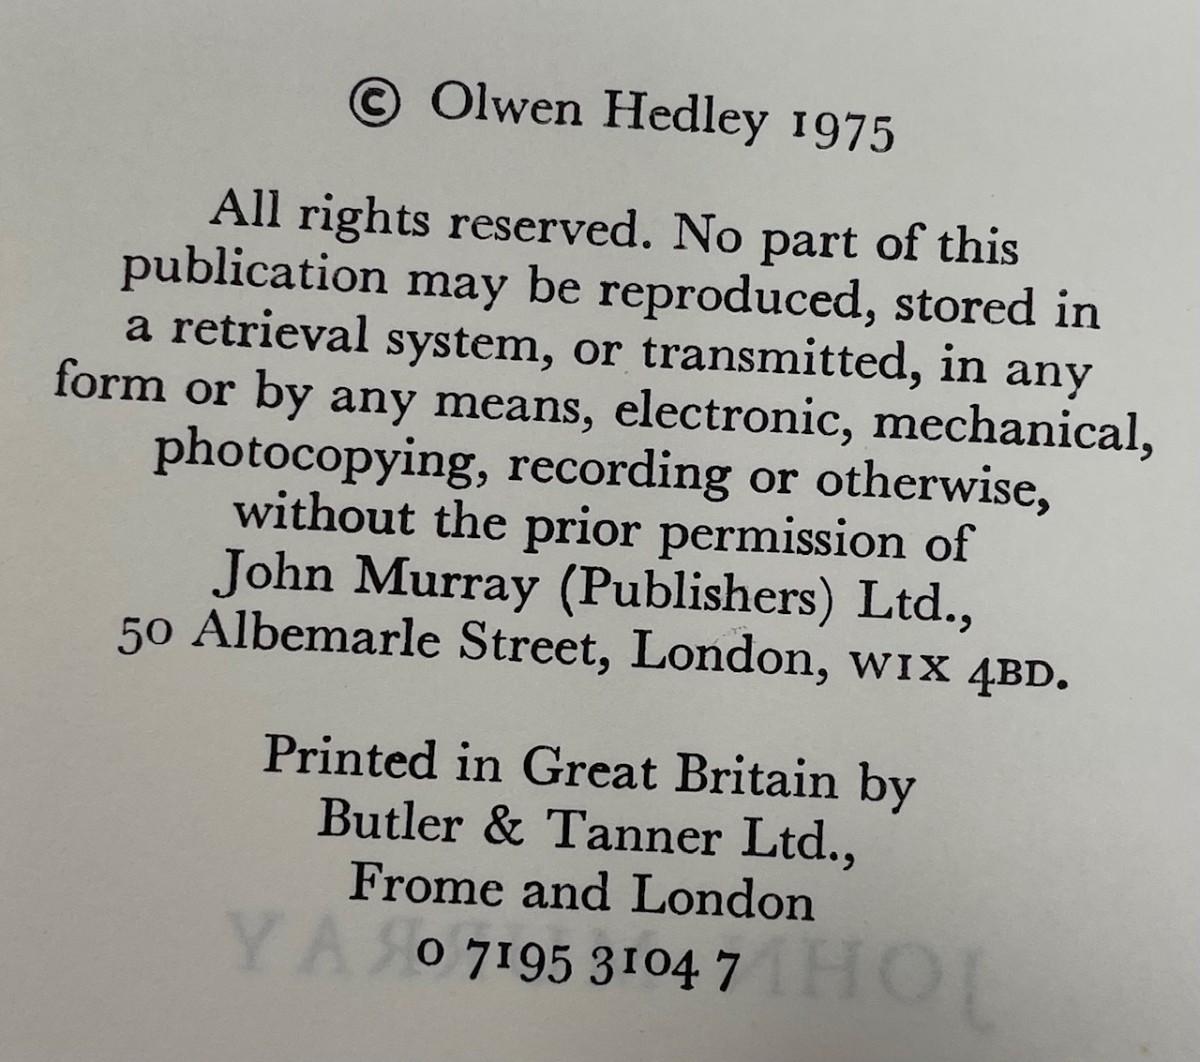 © Olwen Hedley 1975
All rights reserved. No part of this
publication may be reproduced, stored in
a retrieval system, or transmitted, in any
form or by any means, electronic, mechanical,
photocopying, recording or otherwise,
without the prior permission of
John Murray (Publishers) Ltd.,
50 Albemarle Street, London, W1X 4BD.
Printed in Great Britain by
Butler & Tanner Ltd.,
Frome and London
0 7195 3104 7
JOHN MURRAY